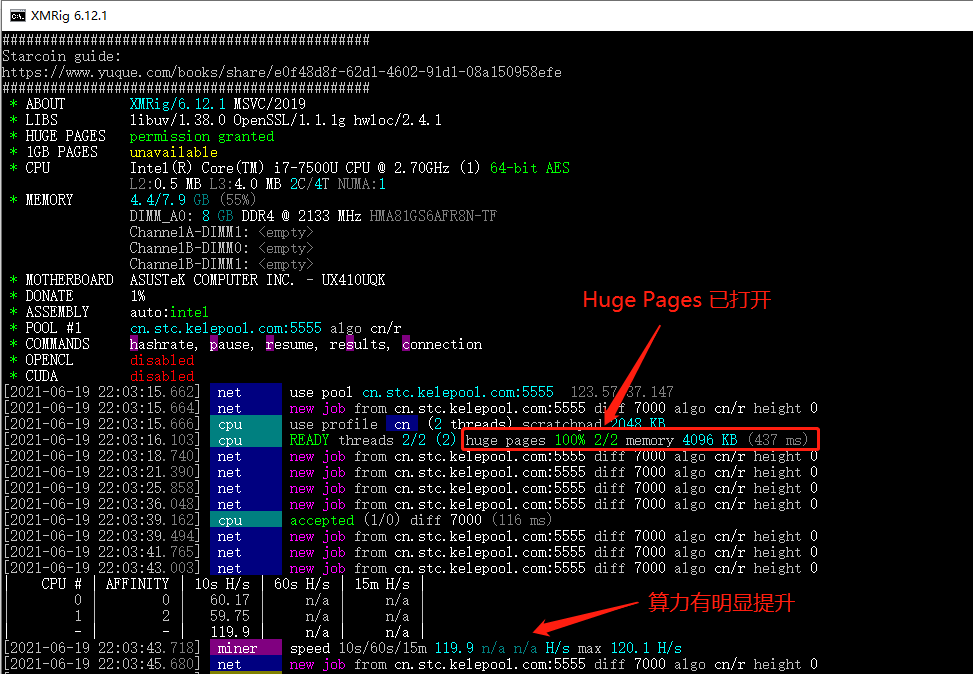 XMRig 6.12.1
##############################################
Starcoin guide:
https://www.yuque.com/books/share/e0f48d8f-62d1-4602-91d1-08a150958efe
##############################################
* ABOUT XMRig/6.12.1 MSVC/2019
* LIBS libuv/1.38.0 OpenSSL/1.1.1g hwloc/2.4.1
* HUGE PAGES permission granted
* 1GB PAGES unavailable
* CPU Intel(R) Core(TM) i7-7500U CPU @ 2.70GHz (1) 64-bit AES
L2:0.5 MB L3:4.0 MB 2C/4T NUMA:1
* MEMORY 4.4/7.9 GB (55%)
DIMM_A0: 8 GB DDR4 @ 2133 MHz HMA81GS6AFR8N-TF
ChannelA-DIMM1: <empty>
ChannelB-DIMM0: <empty>
ChannelB-DIMM1: <empty>
* MOTHERBOARD ASUSTeK COMPUTER INC. - UX410UQK
* DONATE 1%
* ASSEMBLY auto:intel
Huge Pages 已打开
* POOL #1 cn.stc.kelepool.com:5555 algo cn/r
* COMMANDS hashrate, pause, resume, results, connection
* OPENCL disabled
* CUDA disabled
[2021-06-19 22:03:15.662] net use pool cn.stc.kelepool.com:5555 123.57.37.147
[2021-06-19 22:03:15.664] net new job from cn.stc.kelepool.com:5555 diff 7000 algo cn/r height 0
[2021-06-19 22:03:15.666] cpu use profile cn (2 threads) scratchpad 2048 KB
[2021-06-19 22:03:16.103] cpu READY threads 2/2 (2) huge pages 100% 2/2 memory 4096 KB (437 ms)
[2021-06-19 22:03:18.740] net new job from cn.stc.kelepool.com:5555 diff 7000 algo cn/r height 0
[2021-06-19 22:03:21.390] net new job from cn.stc.kelepool.com:5555 diff 7000 algo cn/r height 0
[2021-06-19 22:03:25.858] net new job from cn.stc.kelepool.com:5555 diff 7000 algo cn/r height 0
[2021-06-19 22:03:36.048] net new job from cn.stc.kelepool.com:5555 diff 7000 algo cn/r height 0
[2021-06-19 22:03:39.162] cpu accepted (1/0) diff 7000 (116 ms)
[2021-06-19 22:03:39.494] net new job from cn.stc.kelepool.com:5555 diff 7000 algo cn/r height 0
[2021-06-19 22:03:41.765] net new job from cn.stc.kelepool.com:5555 diff 7000 algo cn/r height 0
[2021-06-19 22:03:43.003] net new job from cn.stc.kelepool.com:5555 diff 7000 algo cn/r height 0
| CPU # | AFFINITY | 10s H/s | 60s H/s | 15m H/s |
| 0 | 0 | 60.17 | n/a | n/a |
| 1 | 2 | 59.75 | n/a | n/a |
| - | - | 119.9 | n/a | n/a |
算力有明显提升
[2021-06-19 22:03:43.718] miner speed 10s/60s/15m 119.9 n/a n/a H/s max 120.1 H/s
[2021-06-19 22:03:45.680] net new job from cn.stc.kelepool.com:5555 diff 7000 algo cn/r height 0